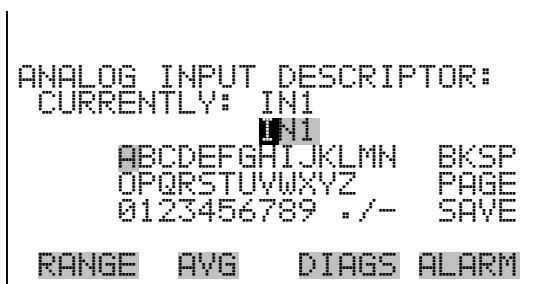 ANALOG INPUT DESCRIPTOR:
CURRENTLY: IN1
IN1
ABCDEFGHIJKLMN BKSP
OPQRSTUVWXYZ PAGE
0123456789 ./- SAVE
RANGE AVG DIAGS ALARM